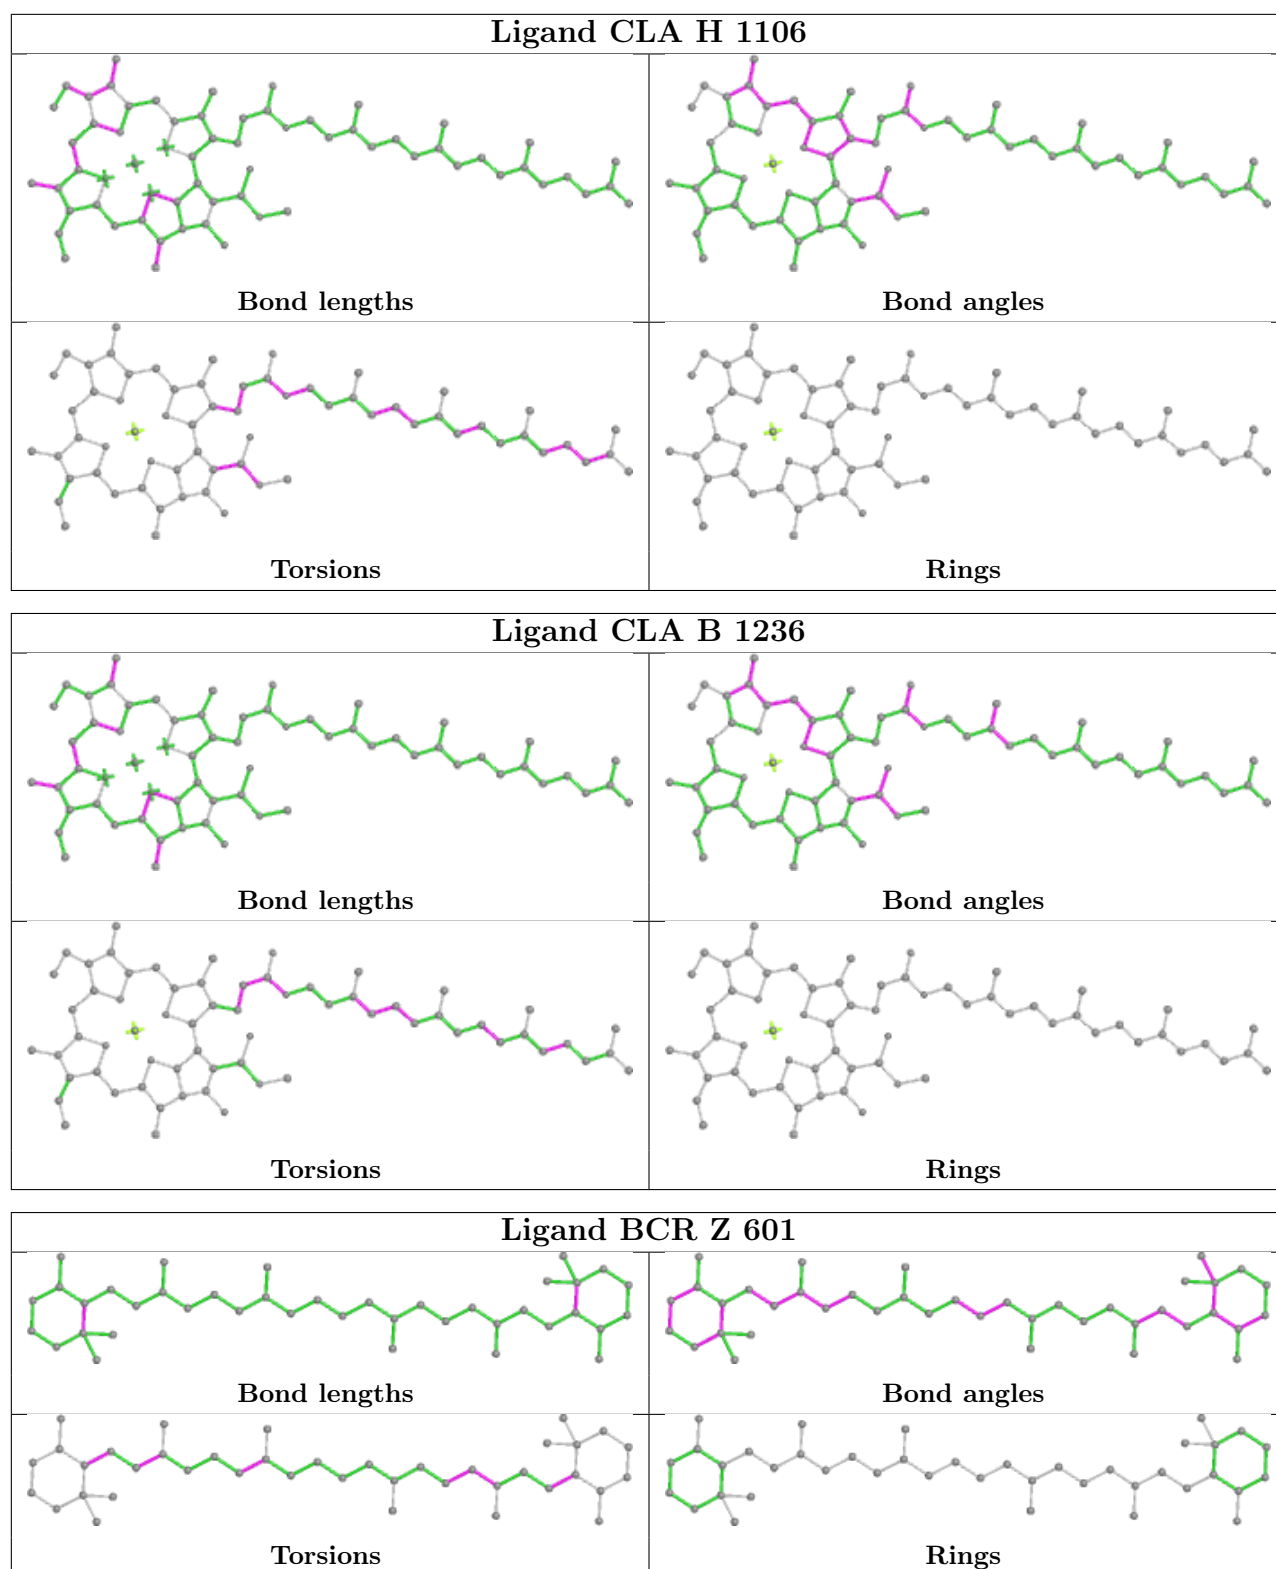 Ligand CLA H 1106
Bond lengths
Bond angles
Torsions
Rings
Ligand CLA B 1236
Bond lengths
Bond angles
Torsions
Rings
Ligand BCR Z 601
Bond lengths
Bond angles
Torsions
Rings